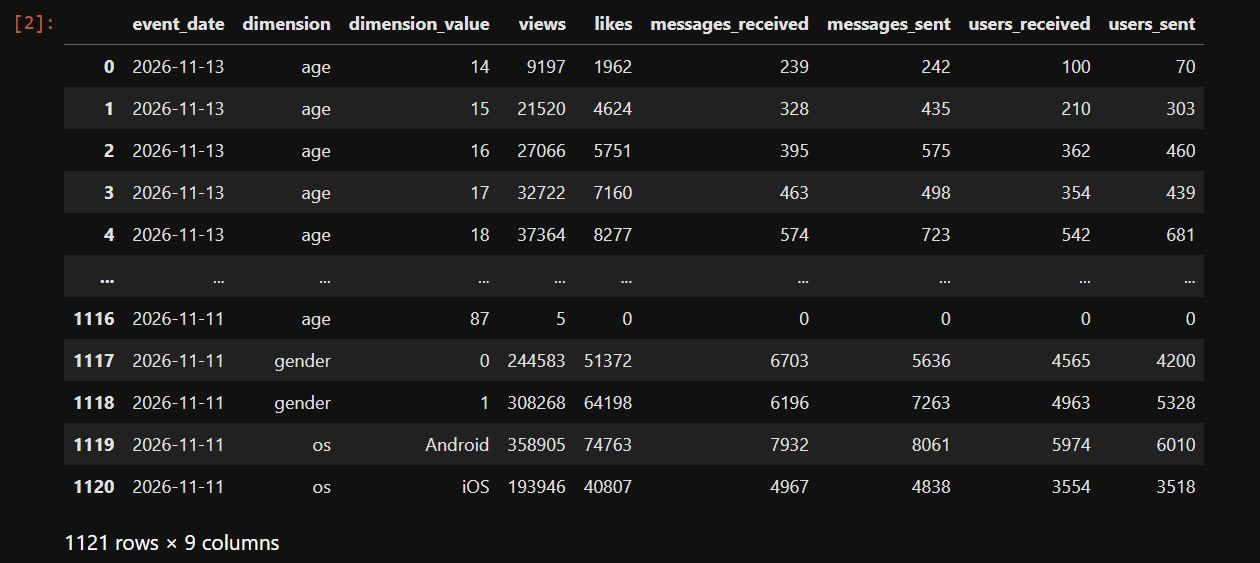 [2]: event_date dimension dimension_value views likes messages_received messages_sent users_received users_sent
0 2026-11-13 age 14 9197 1962 239 242 100 70
1 2026-11-13 age 15 21520 4624 328 435 210 303
2 2026-11-13 age 16 27066 5751 395 575 362 460
3 2026-11-13 age 17 32722 7160 463 498 354 439
4 2026-11-13 age 18 37364 8277 574 723 542 681
... ... ... ... ... ... ... ... ... ...
1116 2026-11-11 age 87 5 0 0 0 0 0
1117 2026-11-11 gender 0 244583 51372 6703 5636 4565 4200
1118 2026-11-11 gender 1 308268 64198 6196 7263 4963 5328
1119 2026-11-11 os Android 358905 74763 7932 8061 5974 6010
1120 2026-11-11 os iOS 193946 40807 4967 4838 3554 3518
1121 rows × 9 columns